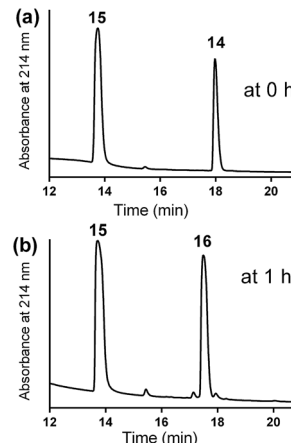 (a)
15
14
at 0 h
Absorbance at 214 nm
12 14 16 18 20
Time (min)
(b)
15
16
at 1 h
Absorbance at 214 nm
12 14 16 18 20
Time (min)